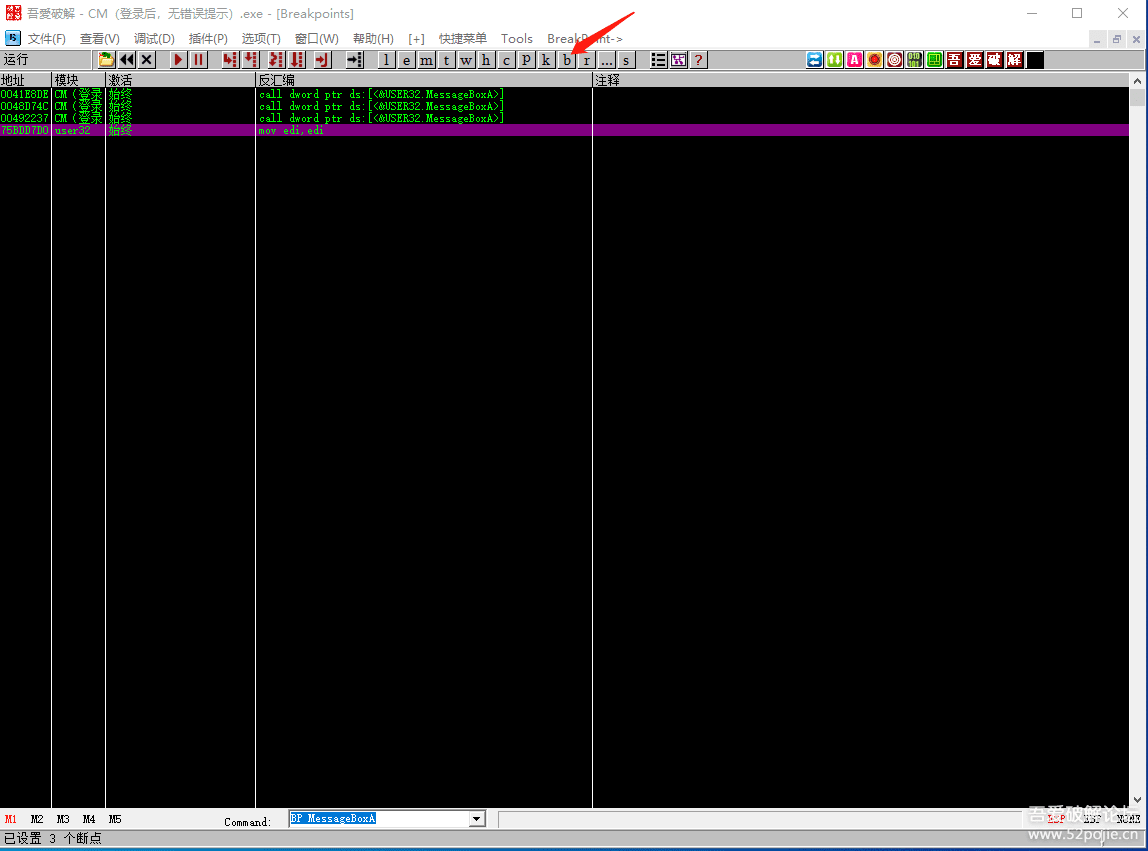 吾愛破解 - CM（登录后，无错误提示）.exe - [Breakpoints]
文件(F) 查看(V) 调试(D) 插件(P) 选项(T) 窗口(W) 帮助(H) [+] 快捷菜单 Tools BreakPoint->
运行 l e m t w h c P k b r ... s ? A 吾 爱 破 解
地址 模块 激活 反汇编 注释
0041E8DE CM（登录 始终 call dword ptr ds:[<&USER32.MessageBoxA>]
0048D74C CM（登录 始终 call dword ptr ds:[<&USER32.MessageBoxA>]
00492237 CM（登录 始终 call dword ptr ds:[<&USER32.MessageBoxA>]
75BDD7D0 user32 始终 mov edi,edi
M1 M2 M3 M4 M5 Command: BP MessageBoxA ESP EBP NONE
已设置 3 个断点
吾爱破解论坛
www.52pojie.cn